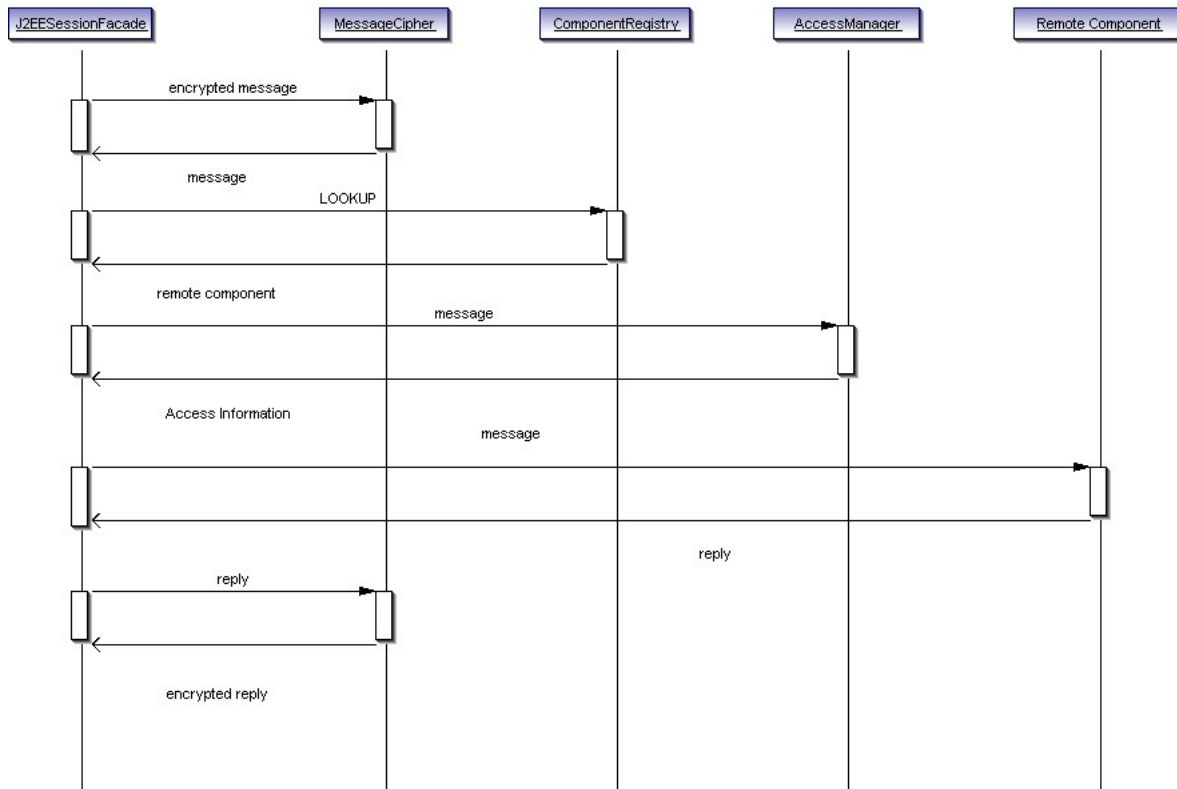 J2EESessionFacade
MessageCipher
ComponentRegistry
AccessManager
Remote Component
encrypted message
message
LOOKUP
remote component
message
Access Information
message
reply
reply
encrypted reply